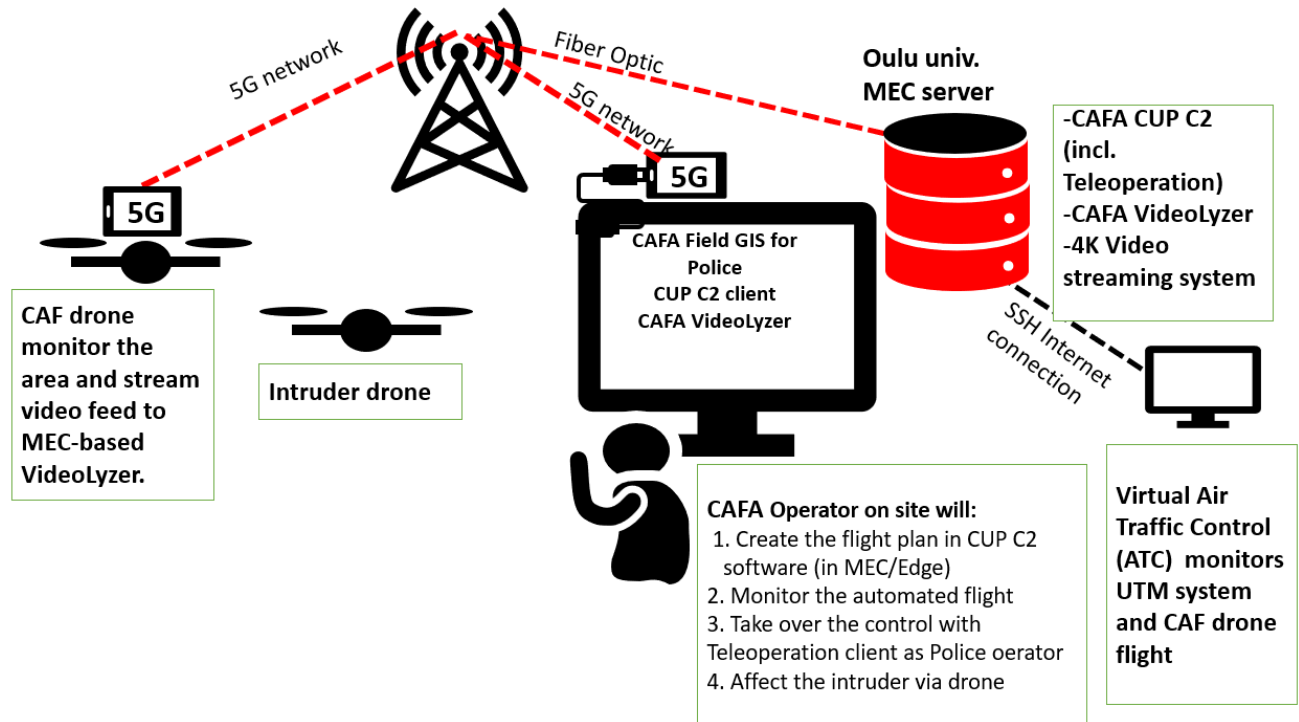 5G network
Fiber Optic
5G network
Oulu univ.
MEC server
-CAFA CUP C2
(incl.
Teleoperation)
-CAFA VideoLyzer
-4K Video
streaming system
5G
5G
CAFA Field GIS for
Police
CUP C2 client
CAFA VideoLyzer
SSH Internet
connection
CAF drone
monitor the
area and stream
video feed to
MEC-based
VideoLyzer.
Intruder drone
CAFA Operator on site will:
1. Create the flight plan in CUP C2
software (in MEC/Edge)
2. Monitor the automated flight
3. Take over the control with
Teleoperation client as Police oerator
4. Affect the intruder via drone
Virtual Air
Traffic Control
(ATC) monitors
UTM system
and CAF drone
flight